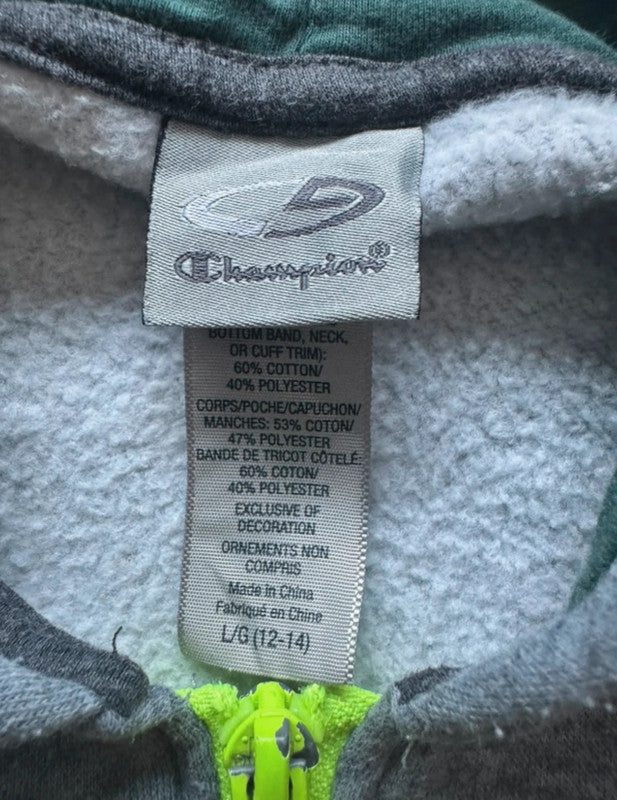 Champion®
BOTTOM BAND, NECK,
OR CUFF TRIM):
60% COTTON/
40% POLYESTER
CORPS/POCHE/CAPUCHON/
MANCHES: 53% COTON/
47% POLYESTER
BANDE DE TRICOT CÔTELÉ:
60% COTON/
40% POLYESTER
EXCLUSIVE OF
DECORATION
ORNEMENTS NON
COMPRIS
Made in China
Fabriqué en Chine
L/G (12-14)